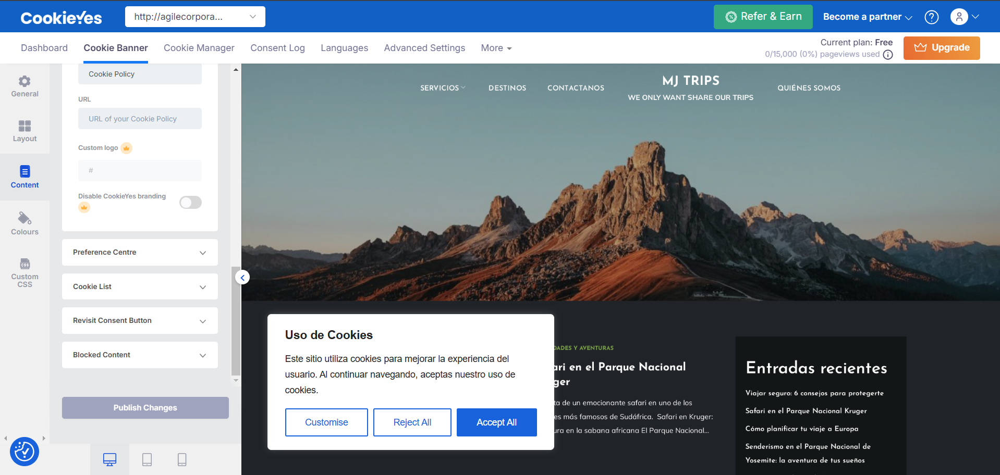 CookieYes
http://agilecorpora...
Refer & Earn
Become a partner
Dashboard
Cookie Banner
Cookie Manager
Consent Log
Languages
Advanced Settings
More
Current plan: Free
0/15,000 (0%) pageviews used
Upgrade
General
Layout
Content
Colours
CSS
Custom
CSS
Cookie Policy
URL
URL of your Cookie Policy
Custom logo
#
Disable CookieYes branding
Preference Centre
Cookie List
Revisit Consent Button
Blocked Content
Publish Changes
SERVICIOS
DESTINOS
CONTACTANOS
MJ TRIPS
WE ONLY WANT SHARE OUR TRIPS
QUIÉNES SOMOS
Uso de Cookies
Este sitio utiliza cookies para mejorar la experiencia del
usuario. Al continuar navegando, aceptas nuestro uso de
cookies.
Customise
Reject All
Accept All
DADES Y AVENTURAS
ari en el Parque Nacional
ger
ta de un emocionante safari en uno de los
es más famosos de Sudáfrica. Safari en Kruger:
ura en la sabana africana El Parque Nacional...
Entradas recientes
Viajar seguro: 6 consejos para protegerte
Safari en el Parque Nacional Kruger
Cómo planificar tu viaje a Europa
Senderismo en el Parque Nacional de
Yosemite: la aventura de tus sueños